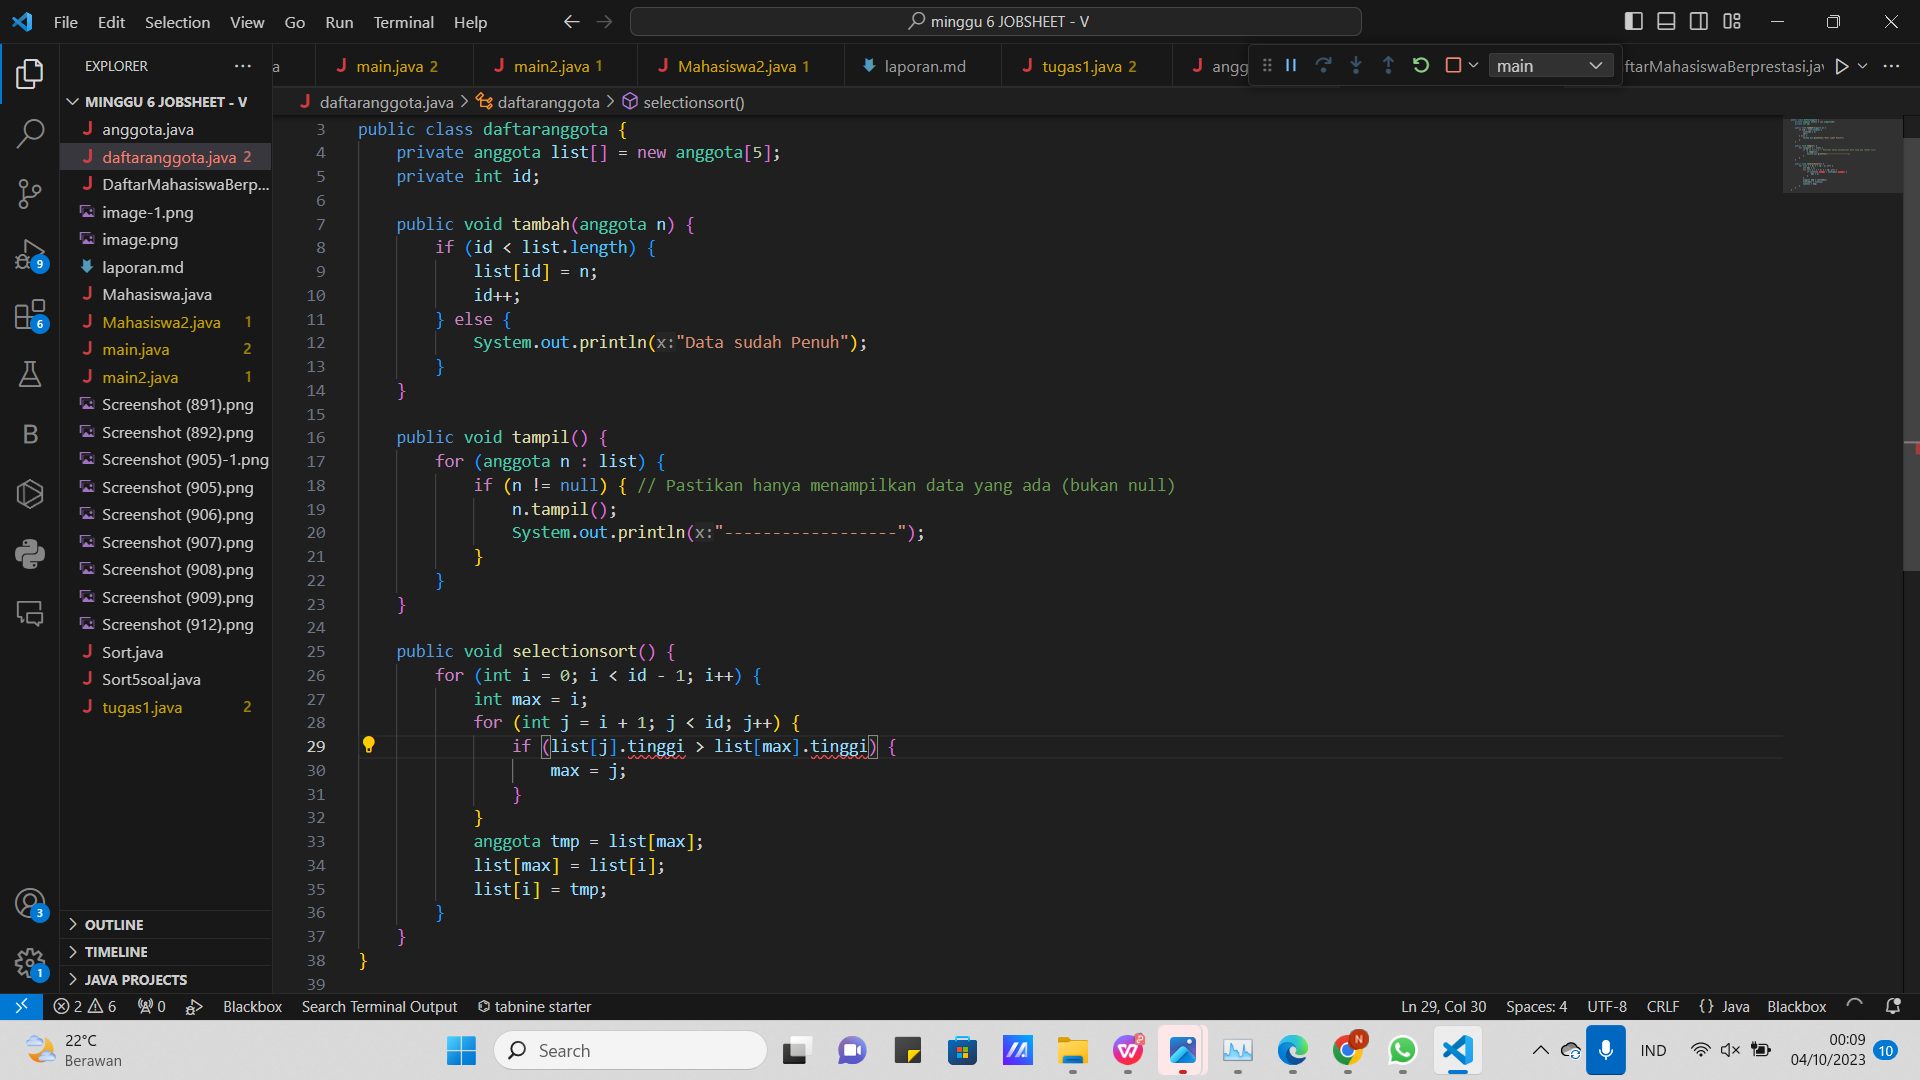 File Edit Selection View Go Run Terminal Help
minggu 6 JOBSHEET - V
EXPLORER
a
main.java 2
main2.java 1
Mahasiswa2.java 1
laporan.md
tugas1.java 2
angg
main
ftarMahasiswaBerprestasi.jav
MINGGU 6 JOBSHEET - V
anggota.java
daftaranggota.java 2
DaftarMahasiswaBerp...
image-1.png
image.png
laporan.md
Mahasiswa.java
Mahasiswa2.java 1
main.java 2
main2.java 1
Screenshot (891).png
Screenshot (892).png
Screenshot (905)-1.png
Screenshot (905).png
Screenshot (906).png
Screenshot (907).png
Screenshot (908).png
Screenshot (909).png
Screenshot (912).png
Sort.java
Sort5soal.java
tugas1.java 2
OUTLINE
TIMELINE
JAVA PROJECTS
9
6
B
3
1
daftaranggota.java > daftaranggota > selectionsort()
3 public class daftaranggota {
4     private anggota list[] = new anggota[5];
5     private int id;
6
7     public void tambah(anggota n) {
8         if (id < list.length) {
9             list[id] = n;
10             id++;
11         } else {
12             System.out.println(x:"Data sudah Penuh");
13         }
14     }
15
16     public void tampil() {
17         for (anggota n : list) {
18             if (n != null) { // Pastikan hanya menampilkan data yang ada (bukan null)
19                 n.tampil();
20                 System.out.println(x:"------------------");
21             }
22         }
23     }
24
25     public void selectionsort() {
26         for (int i = 0; i < id - 1; i++) {
27             int max = i;
28             for (int j = i + 1; j < id; j++) {
29                 if (list[j].tinggi > list[max].tinggi) {
30                     max = j;
31                 }
32             }
33             anggota tmp = list[max];
34             list[max] = list[i];
35             list[i] = tmp;
36         }
37     }
38 }
39
2 6 0 Blackbox Search Terminal Output tabnine starter
Ln 29, Col 30 Spaces: 4 UTF-8 CRLF {} Java Blackbox
22°C
Berawan
Search
N
IND
00:09
04/10/2023
10